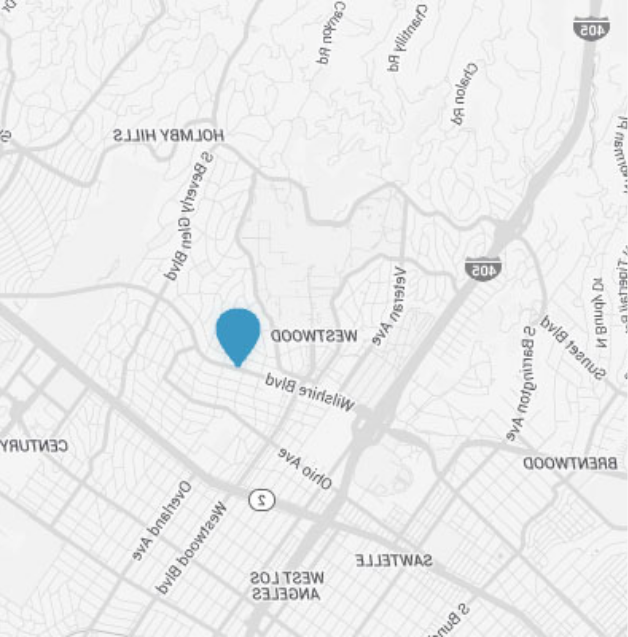 Canyon Rd
Chantilly Rd
405
Chalon Rd
HOLMBY HILLS
S Beverly Glen Blvd
405
Veteran Ave
N Bundy Dr
WESTWOOD
S Barrington Ave
Sunset Blvd
Wilshire Blvd
CENTURY
Ohio Ave
BRENTWOOD
2
Overland Ave
Westwood Blvd
SAWTELLE
WEST LOS
ANGELES